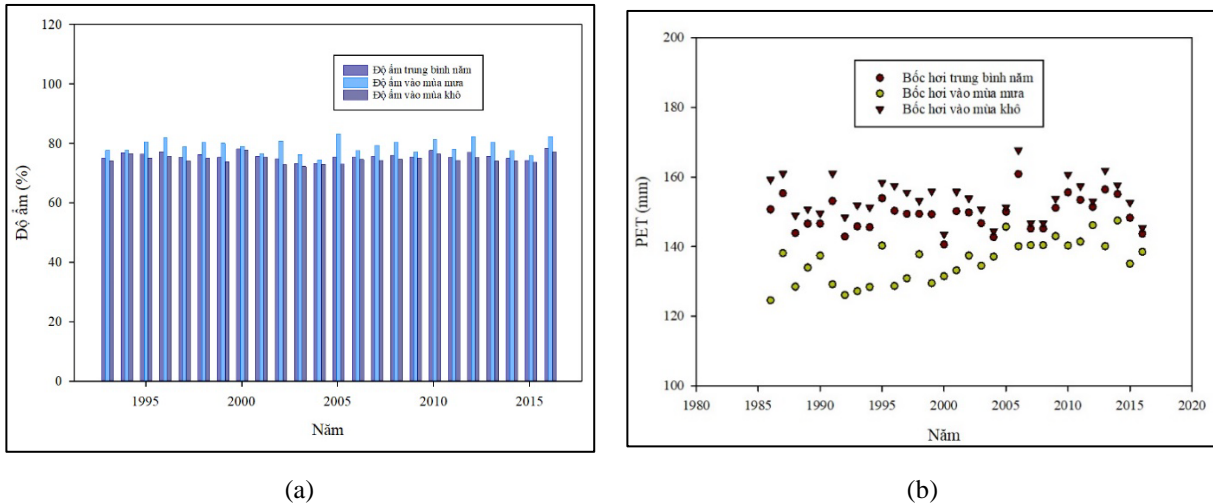 120
100
80
60
40
20
0
Độ ẩm (%)
Độ ẩm trung bình năm
Độ ẩm vào mùa mưa
Độ ẩm vào mùa khô
1995
2000
2005
2010
2015
Năm
(a)
200
180
160
140
120
100
PET (mm)
Bốc hơi trung bình năm
Bốc hơi vào mùa mưa
Bốc hơi vào mùa khô
1980
1985
1990
1995
2000
2005
2010
2015
2020
Năm
(b)